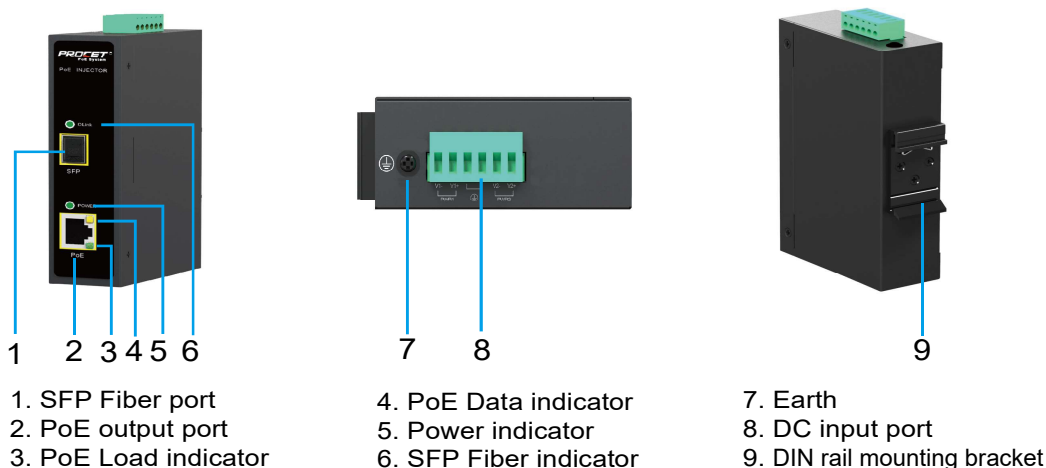 PROCET
PoE System
PoE INJECTOR
SFP
POWER
PoE
V1- V1+ V2- V2+
1 2 3 4 5 6
7 8
9
1. SFP Fiber port
2. PoE output port
3. PoE Load indicator
4. PoE Data indicator
5. Power indicator
6. SFP Fiber indicator
7. Earth
8. DC input port
9. DIN rail mounting bracket